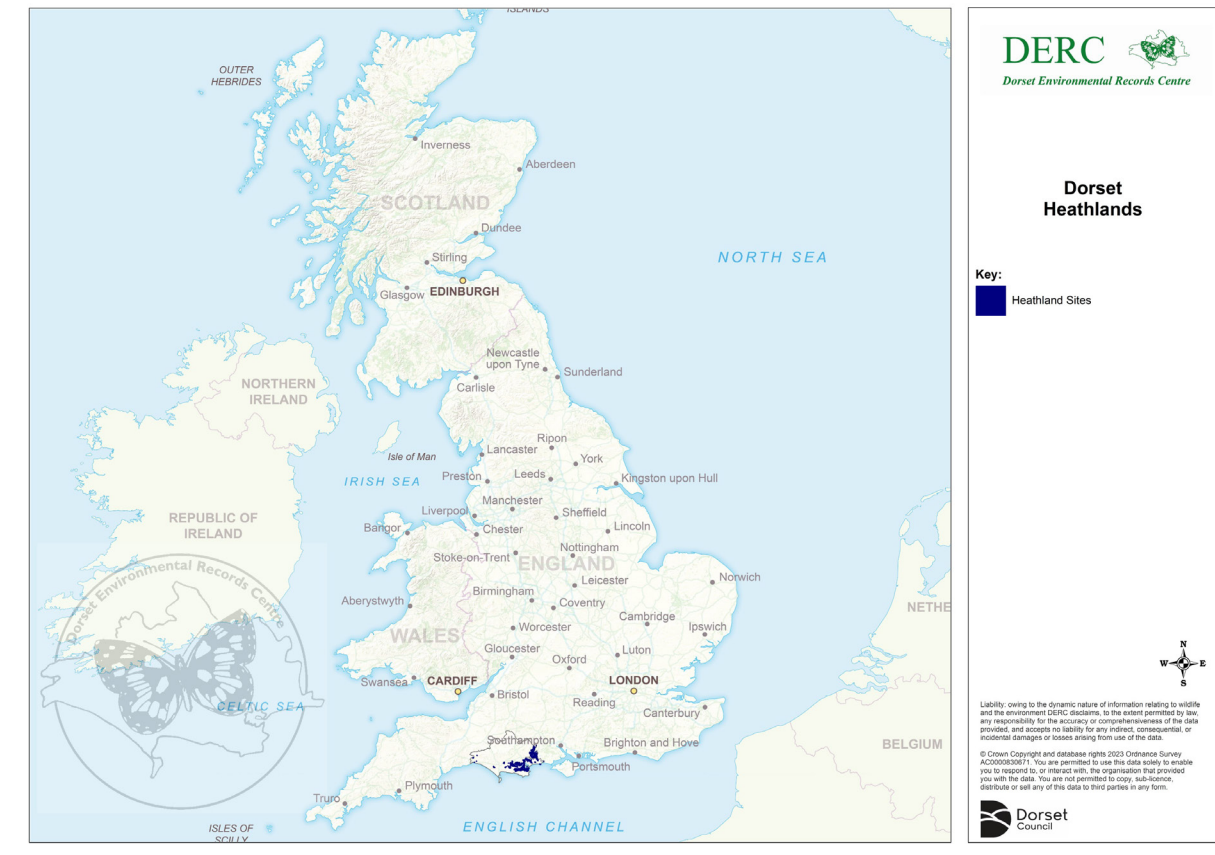 ISLANDS
OUTER
HEBRIDES
Inverness
Aberdeen
SCOTLAND
Dundee
Stirling
NORTH SEA
Glasgow
EDINBURGH
Newcastle
upon Tyne
Sunderland
Carlisle
NORTHERN
IRELAND
Ripon
Lancaster
Isle of Man
York
IRISH SEA
Preston
Leeds
Kingston upon Hull
Manchester
Liverpool
Sheffield
REPUBLIC OF
IRELAND
Bangor
Chester
Lincoln
Stoke-on-Trent
Nottingham
ENGLAND
Leicester
Norwich
Birmingham
Aberystwyth
Coventry
NETHE
Cambridge
WALES
Worcester
Ipswich
Gloucester
Luton
Oxford
Swansea
CARDIFF
LONDON
Bristol
Reading
CELTIC SEA
Canterbury
Southampton
Brighton and Hove
BELGIUM
Portsmouth
Plymouth
Truro
ISLES OF
SCILLY
ENGLISH CHANNEL
Dorset Environmental Records Centre
DERC
Dorset Environmental Records Centre
Dorset
Heathlands
Key:
Heathland Sites
N
W E
S
Liability: owing to the dynamic nature of information relating to wildlife
and the environment DERC disclaims, to the extent permitted by law,
any responsibility for the accuracy or comprehensiveness of the data
provided, and accepts no liability for any indirect, consequential, or
incidental damages or losses arising from use of the data.
© Crown Copyright and database rights 2023 Ordnance Survey
AC0000830671. You are permitted to use this data solely to enable
you to respond to, or interact with, the organisation that provided
you with the data. You are not permitted to copy, sub-licence,
distribute or sell any of this data to third parties in any form.
Dorset
Council